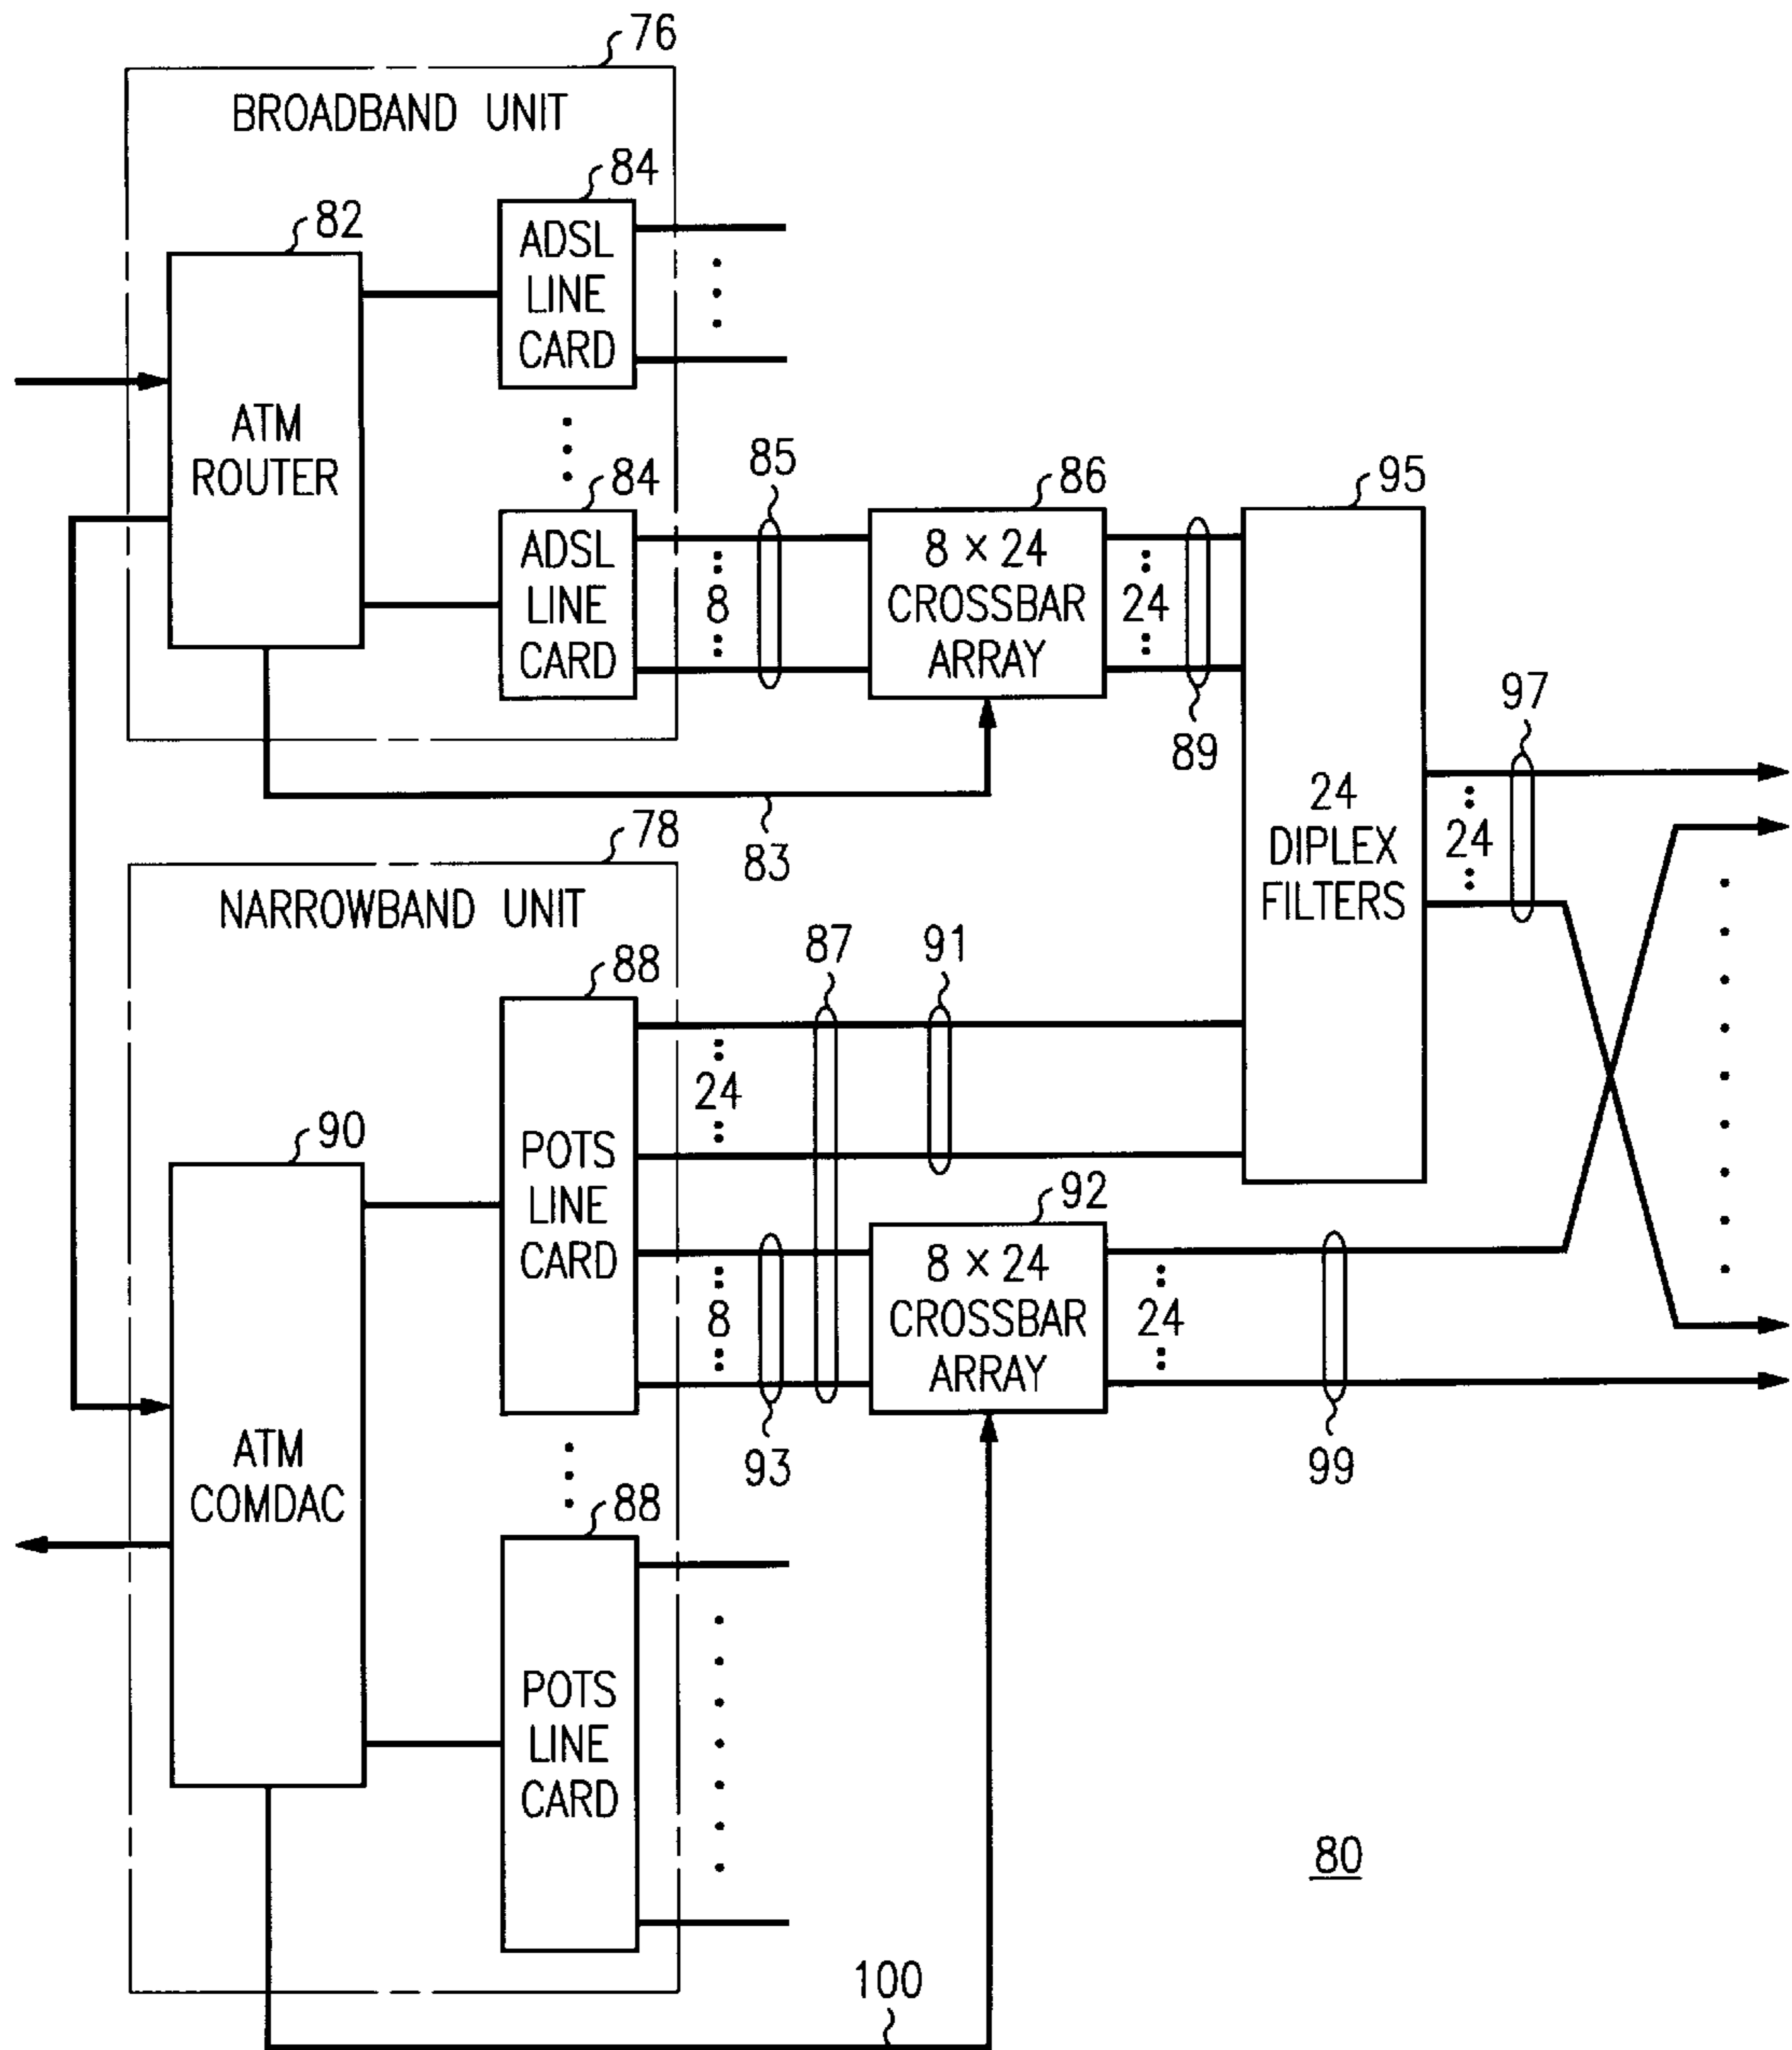 76
BROADBAND UNIT
84
82
ADSL
LINE
CARD
ATM
ROUTER
84
85
86
95
ADSL
LINE
CARD
8
8 × 24
CROSSBAR
ARRAY
24
89
97
83
24
DIPLEX
FILTERS
24
78
NARROWBAND UNIT
88
87
91
24
90
POTS
LINE
CARD
92
8
8 × 24
CROSSBAR
ARRAY
24
93
99
ATM
COMDAC
88
POTS
LINE
CARD
80
100